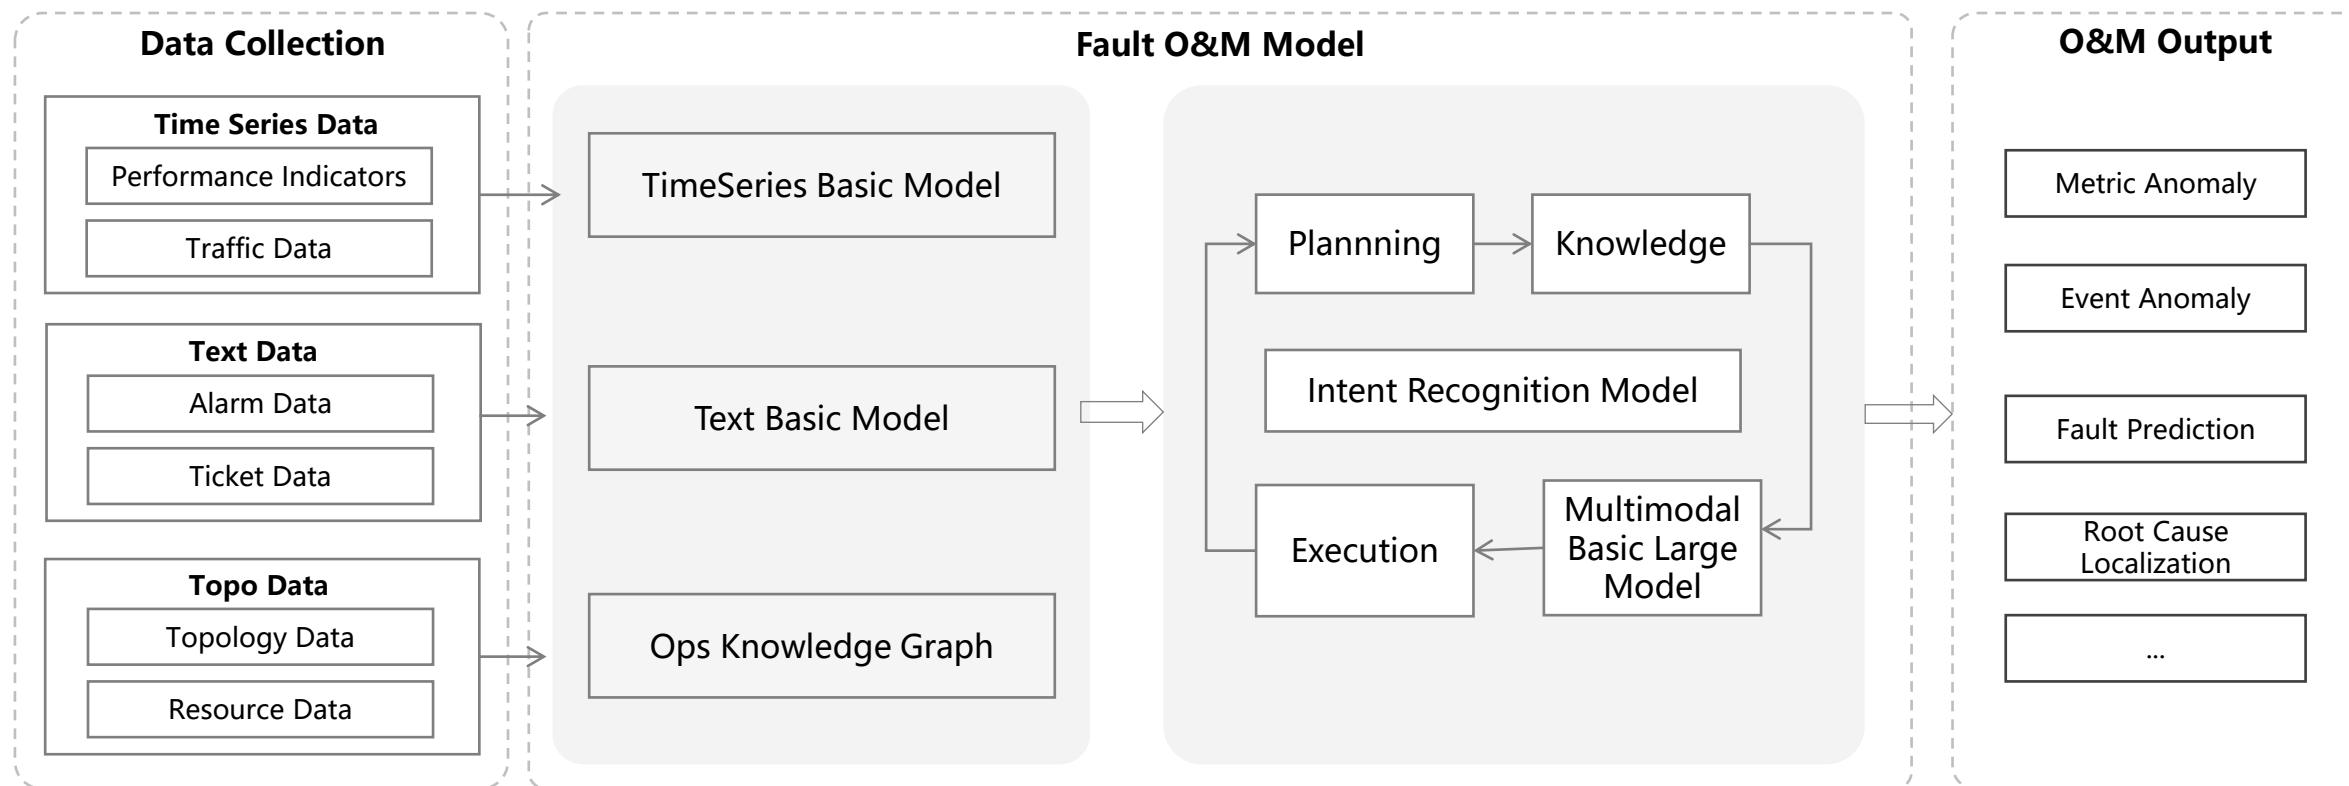 Data Collection
Time Series Data
Performance Indicators
Traffic Data
Text Data
Alarm Data
Ticket Data
Topo Data
Topology Data
Resource Data
Fault O&M Model
TimeSeries Basic Model
Text Basic Model
Ops Knowledge Graph
Plannning
Knowledge
Intent Recognition Model
Execution
Multimodal
Basic Large
Model
O&M Output
Metric Anomaly
Event Anomaly
Fault Prediction
Root Cause
Localization
...